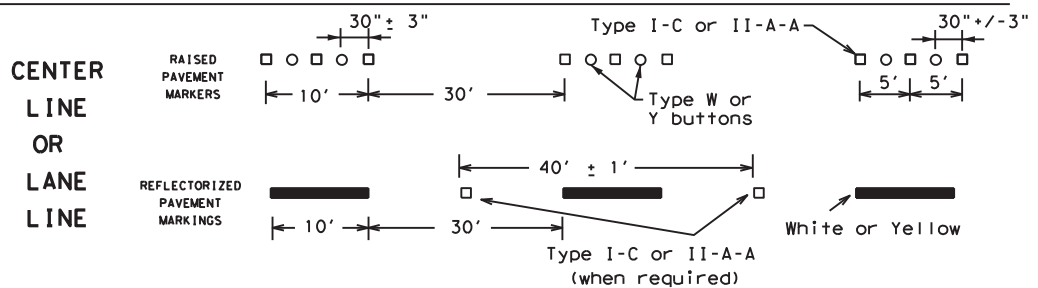 CENTER
LINE
OR
LANE
LINE
RAISED
PAVEMENT
MARKERS
30"± 3"
10'
30'
Type I-C or II-A-A
Type W or
Y buttons
30"+/-3"
5'
5'
REFLECTORIZED
PAVEMENT
MARKINGS
40' ± 1'
10'
30'
Type I-C or II-A-A
(when required)
White or Yellow